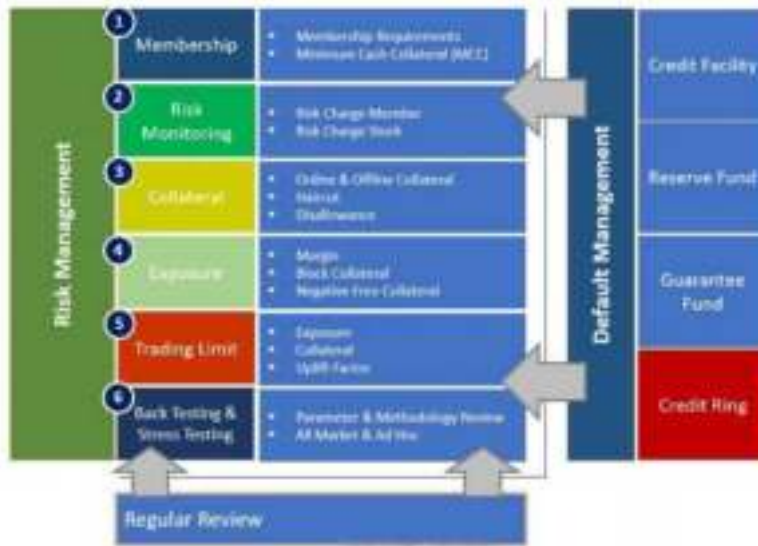 Risk Management
1
Membership
Membership Requirements
Minimum Cash Collateral (MCC)
2
Risk
Monitoring
Risk Charge Member
Risk Charge Stock
3
Collateral
Online & Offline Collateral
Haircut
Disallowance
4
Exposure
Margin
Block Collateral
Negative Free Collateral
5
Trading Limit
Exposure
Collateral
Uplift Factor
6
Back Testing &
Stress Testing
Parameter & Methodology Review
All Market & Ad Hoc
Regular Review
Default Management
Credit Facility
Reserve Fund
Guarantee
Fund
Credit Ring